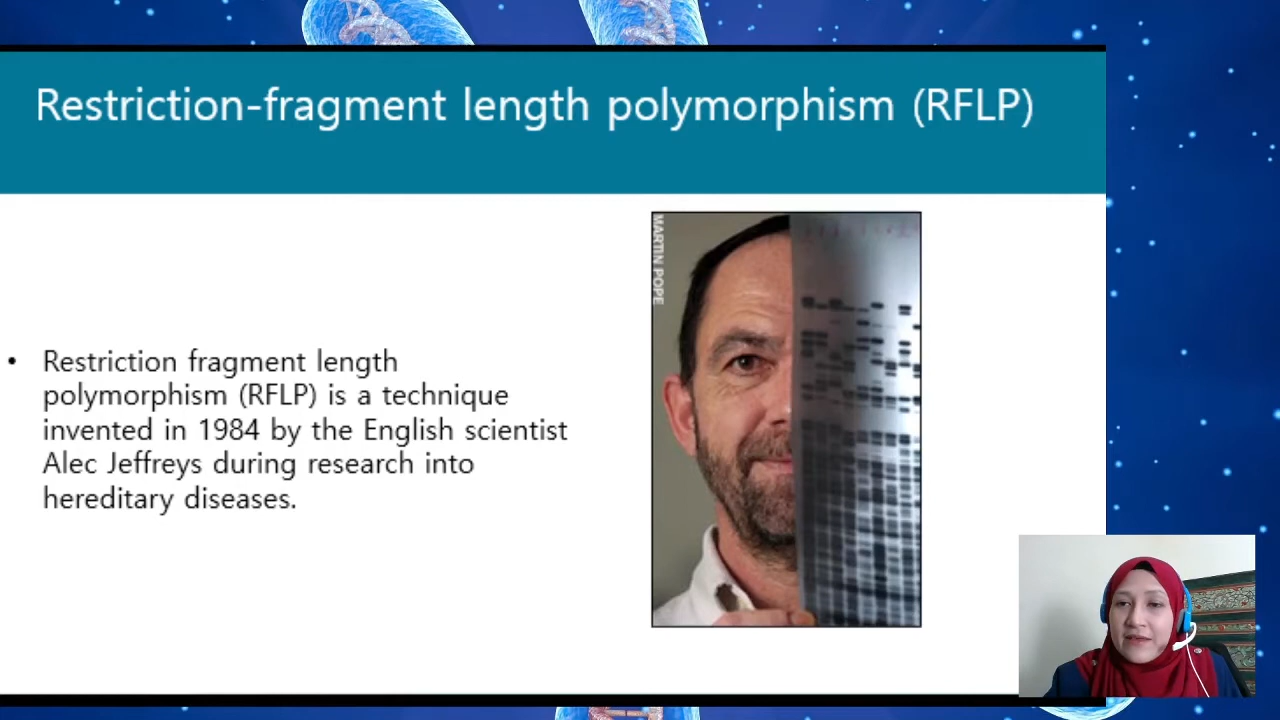 Restriction-fragment length polymorphism (RFLP)
MARTIN POPE
• Restriction fragment length
polymorphism (RFLP) is a technique
invented in 1984 by the English scientist
Alec Jeffreys during research into
hereditary diseases.